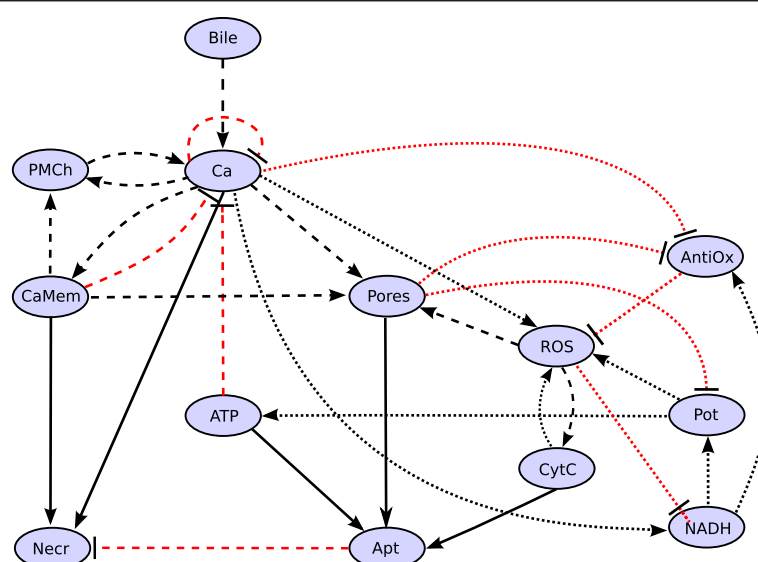 Bile
PMCh
Ca
AntiOx
CaMem
Pores
ROS
ATP
Pot
CytC
NADH
Necr
Apt